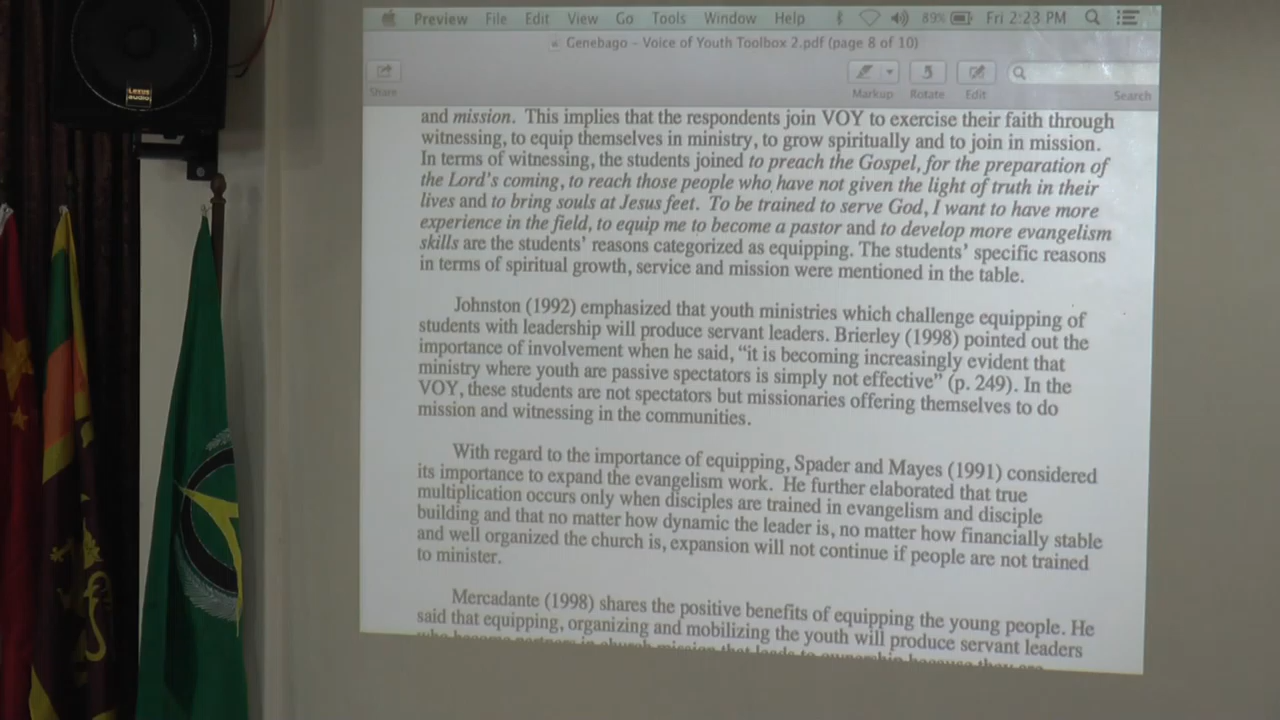 Preview File Edit View Go Tools Window Help 89% Fri 2:23 PM
Genebago - Voice of Youth Toolbox 2.pdf (page 8 of 10)
Share Markup Rotate Edit Search
and mission. This implies that the respondents join VOY to exercise their faith through
witnessing, to equip themselves in ministry, to grow spiritually and to join in mission.
In terms of witnessing, the students joined to preach the Gospel, for the preparation of
the Lord's coming, to reach those people who have not given the light of truth in their
lives and to bring souls at Jesus feet. To be trained to serve God, I want to have more
experience in the field, to equip me to become a pastor and to develop more evangelism
skills are the students' reasons categorized as equipping. The students' specific reasons
in terms of spiritual growth, service and mission were mentioned in the table.
Johnston (1992) emphasized that youth ministries which challenge equipping of
students with leadership will produce servant leaders. Brierley (1998) pointed out the
importance of involvement when he said, "it is becoming increasingly evident that
ministry where youth are passive spectators is simply not effective" (p. 249). In the
VOY, these students are not spectators but missionaries offering themselves to do
mission and witnessing in the communities.
With regard to the importance of equipping, Spader and Mayes (1991) considered
its importance to expand the evangelism work. He further elaborated that true
multiplication occurs only when disciples are trained in evangelism and disciple
building and that no matter how dynamic the leader is, no matter how financially stable
and well organized the church is, expansion will not continue if people are not trained
to minister.
Mercadante (1998) shares the positive benefits of equipping the young people. He
said that equipping, organizing and mobilizing the youth will produce servant leaders
who become partners in church mission that leads to ownership because they are
Lexus
audio